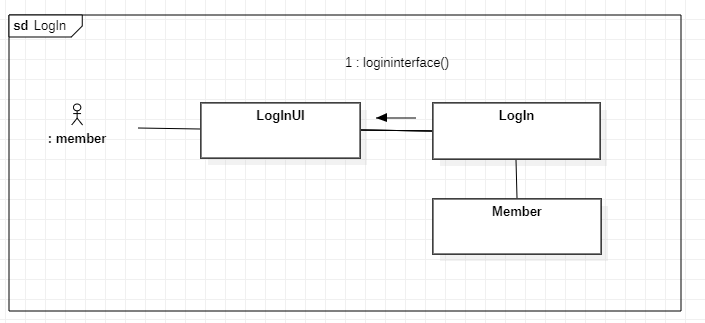 sd LogIn
1 : logininterface()
LogInUI
LogIn
: member
Member